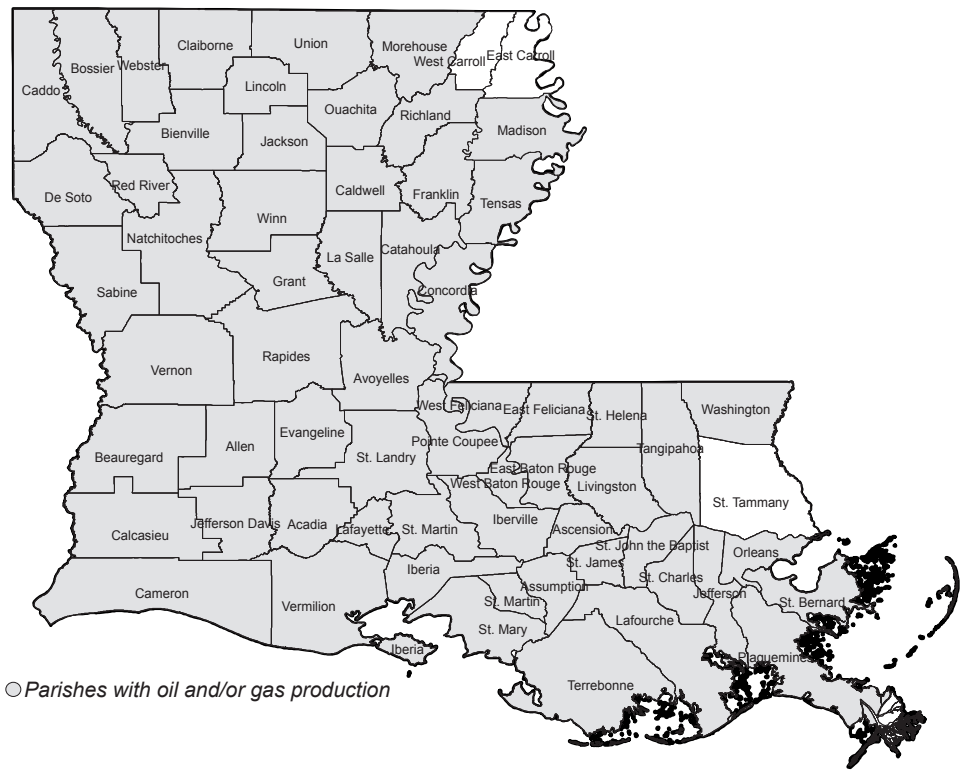 Claiborne
Union
Morehouse
West Carroll
East Carroll
Bossier
Webster
Caddo
Lincoln
Ouachita
Richland
Bienville
Jackson
Madison
De Soto
Red River
Caldwell
Franklin
Tensas
Winn
Natchitoches
La Salle
Catahoula
Grant
Sabine
Concordia
Vernon
Rapides
Avoyelles
West Feliciana
East Feliciana
St. Helena
Washington
Evangeline
Allen
Pointe Coupee
Tangipahoa
Beauregard
St. Landry
East Baton Rouge
West Baton Rouge
Livingston
St. Tammany
Calcasieu
Jefferson Davis
Acadia
Lafayette
St. Martin
Iberville
Ascension
St. John the Baptist
Orleans
Iberia
St. James
St. Charles
Cameron
Vermilion
Assumption
Jefferson
St. Martin
St. Bernard
St. Mary
Lafourche
Iberia
Plaquemines
Terrebonne
Parishes with oil and/or gas production